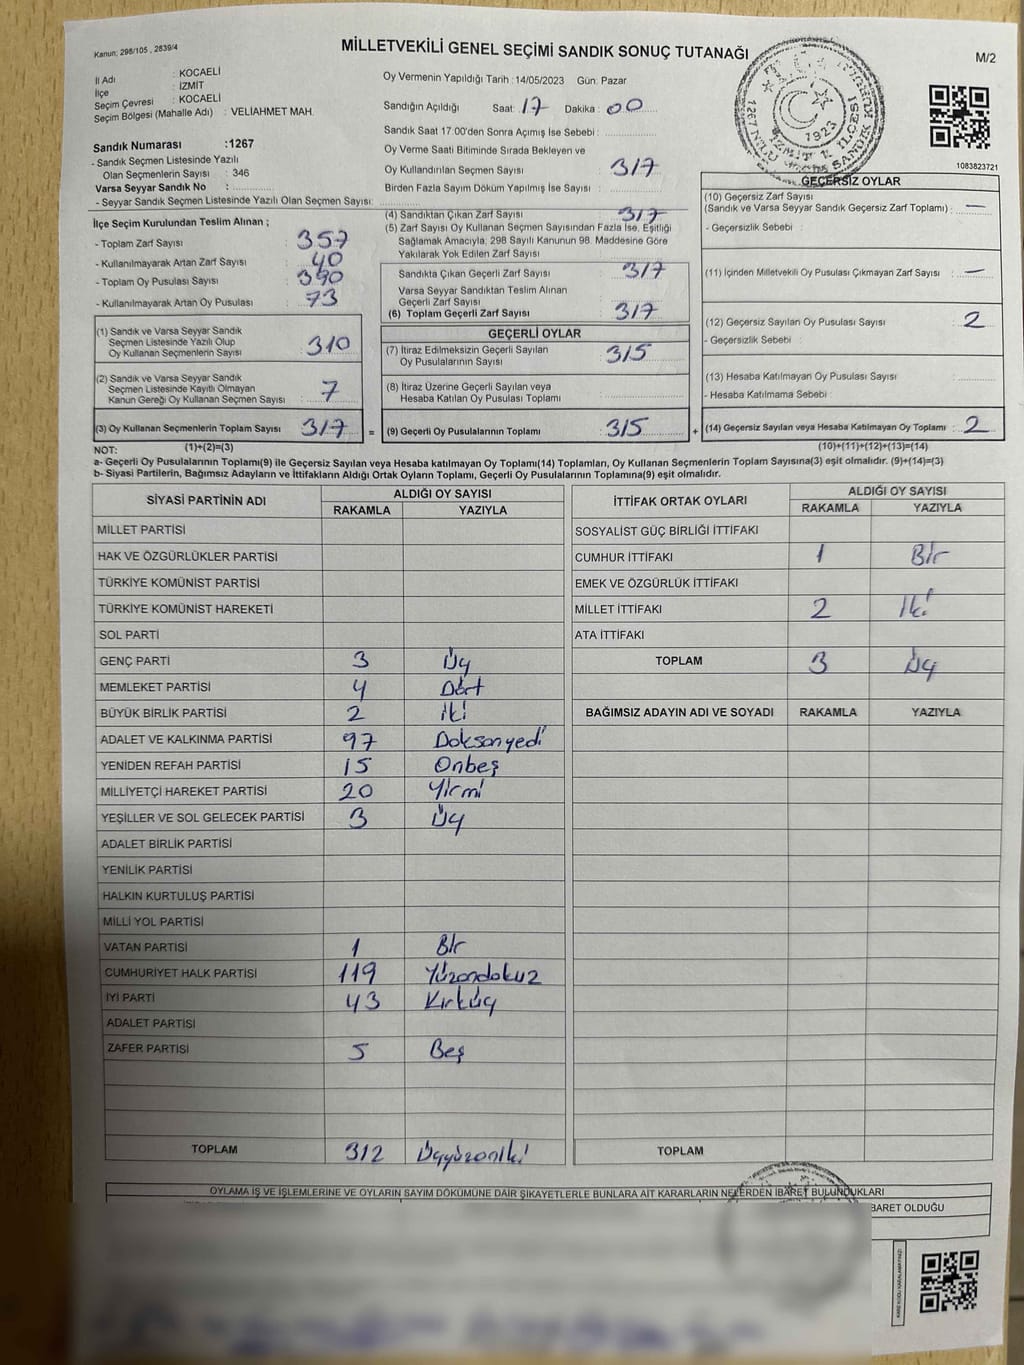 Kanun; 298/105 , 2839/4
MİLLETVEKİLİ GENEL SEÇİMİ SANDIK SONUÇ TUTANAĞI
M/2
İl Adı : KOCAELİ
İlçe : İZMİT
Seçim Çevresi : KOCAELİ
Seçim Bölgesi (Mahalle Adı) : VELİAHMET MAH.
Sandık Numarası :1267
- Sandık Seçmen Listesinde Yazılı
Olan Seçmenlerin Sayısı : 346
Varsa Seyyar Sandık No :
- Seyyar Sandık Seçmen Listesinde Yazılı Olan Seçmen Sayısı:
Oy Vermenin Yapıldığı Tarih :14/05/2023 Gün: Pazar
Sandığın Açıldığı Saat: 17 Dakika : 00
Sandık Saat 17.00'den Sonra Açımış İse Sebebi :
Oy Verme Saati Bitiminde Sırada Bekleyen ve
Oy Kullandırılan Seçmen Sayısı : 317
Birden Fazla Sayım Döküm Yapılmış İse Sayısı :
1083823721
İlçe Seçim Kurulundan Teslim Alınan ;
- Toplam Zarf Sayısı : 357
- Kullanılmayarak Artan Zarf Sayısı : 40
- Toplam Oy Pusulası Sayısı : 390
- Kullanılmayarak Artan Oy Pusulası : 73
(4) Sandıktan Çıkan Zarf Sayısı : 317
(5) Zarf Sayısı Oy Kullanan Seçmen Sayısından Fazla İse, Eşitliği
Sağlamak Amacıyla; 298 Sayılı Kanunun 98. Maddesine Göre
Yakılarak Yok Edilen Zarf Sayısı :
Sandıkta Çıkan Geçerli Zarf Sayısı : 317
Varsa Seyyar Sandıktan Teslim Alınan
Geçerli Zarf Sayısı :
(6) Toplam Geçerli Zarf Sayısı : 317
GEÇERSİZ OYLAR
(10) Geçersiz Zarf Sayısı
(Sandık ve Varsa Seyyar Sandık Geçersiz Zarf Toplamı) : —
- Geçersizlik Sebebi :
(11) İçinden Milletvekili Oy Pusulası Çıkmayan Zarf Sayısı : —
(12) Geçersiz Sayılan Oy Pusulası Sayısı : 2
- Geçersizlik Sebebi :
(13) Hesaba Katılmayan Oy Pusulası Sayısı :
- Hesaba Katılmama Sebebi :
(14) Geçersiz Sayılan veya Hesaba Katılmayan Oy Toplamı : 2
(10)+(11)+(12)+(13)=(14)
(1) Sandık ve Varsa Seyyar Sandık
Seçmen Listesinde Yazılı Olup
Oy Kullanan Seçmenlerin Sayısı : 310
(2) Sandık ve Varsa Seyyar Sandık
Seçmen Listesinde Kayıtlı Olmayan
Kanun Gereği Oy Kullanan Seçmen Sayısı : 7
(3) Oy Kullanan Seçmenlerin Toplam Sayısı : 317 =
(1)+(2)=(3)
GEÇERLİ OYLAR
(7) İtiraz Edilmeksizin Geçerli Sayılan
Oy Pusulalarının Sayısı : 315
(8) İtiraz Üzerine Geçerli Sayılan veya
Hesaba Katılan Oy Pusulası Toplamı :
(9) Geçerli Oy Pusulalarının Toplamı : 315 +
NOT:
a- Geçerli Oy Pusulalarının Toplamı(9) ile Geçersiz Sayılan veya Hesaba katılmayan Oy Toplamı(14) Toplamları, Oy Kullanan Seçmenlerin Toplam Sayısına(3) eşit olmalıdır. (9)+(14)=(3)
b- Siyasi Partilerin, Bağımsız Adayların ve İttifakların Aldığı Ortak Oyların Toplamı, Geçerli Oy Pusulalarının Toplamına(9) eşit olmalıdır.
SİYASİ PARTİNİN ADI ALDIĞI OY SAYISI
RAKAMLA YAZIYLA
MİLLET PARTİSİ
HAK VE ÖZGÜRLÜKLER PARTİSİ
TÜRKİYE KOMÜNİST PARTİSİ
TÜRKİYE KOMÜNİST HAREKETİ
SOL PARTİ
GENÇ PARTİ 3 Üç
MEMLEKET PARTİSİ 4 Dört
BÜYÜK BİRLİK PARTİSİ 2 iki
ADALET VE KALKINMA PARTİSİ 97 Doksanyedi
YENİDEN REFAH PARTİSİ 15 Onbeş
MİLLİYETÇİ HAREKET PARTİSİ 20 Yirmi
YEŞİLLER VE SOL GELECEK PARTİSİ 3 Üç
ADALET BİRLİK PARTİSİ
YENİLİK PARTİSİ
HALKIN KURTULUŞ PARTİSİ
MİLLİ YOL PARTİSİ
VATAN PARTİSİ 1 Bir
CUMHURİYET HALK PARTİSİ 119 Yüzondokuz
İYİ PARTİ 43 Kırküç
ADALET PARTİSİ
ZAFER PARTİSİ 5 Beş
TOPLAM 312 Üçyüzoniki
İTTİFAK ORTAK OYLARI ALDIĞI OY SAYISI
RAKAMLA YAZIYLA
SOSYALİST GÜÇ BİRLİĞİ İTTİFAKI
CUMHUR İTTİFAKI 1 Bir
EMEK VE ÖZGÜRLÜK İTTİFAKI
MİLLET İTTİFAKI 2 İki
ATA İTTİFAKI
TOPLAM 3 Üç
BAĞIMSIZ ADAYIN ADI VE SOYADI RAKAMLA YAZIYLA
TOPLAM
OYLAMA İŞ VE İŞLEMLERİNE VE OYLARIN SAYIM DÖKÜMÜNE DAİR ŞİKAYETLERLE BUNLARA AİT KARARLARIN NELERDEN İBARET BULUNDUKLARI
BARET OLDUĞU